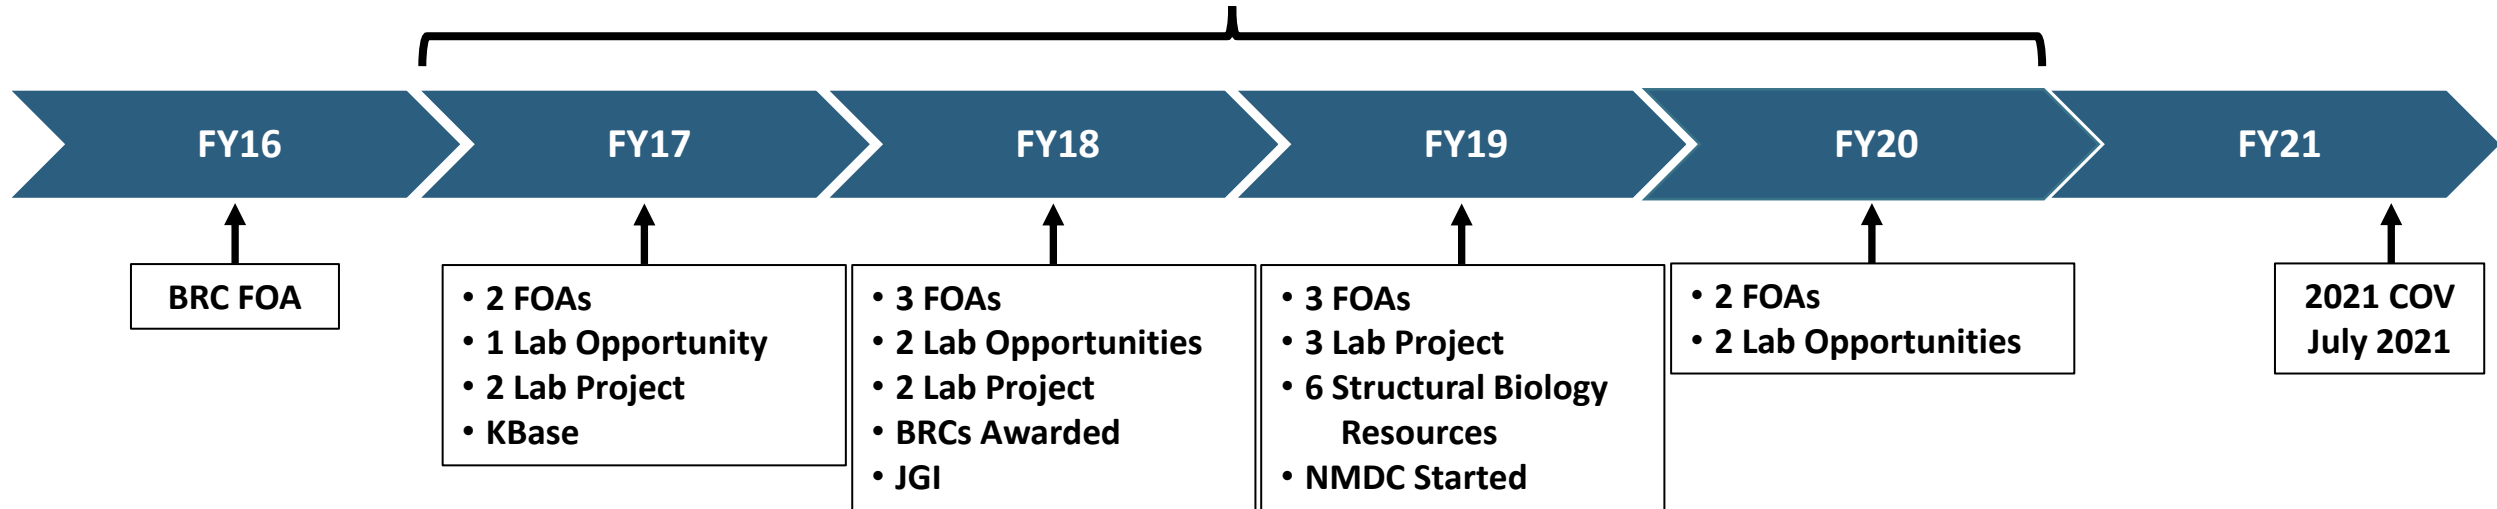 FY16
FY17
FY18
FY19
FY20
FY21
BRC FOA
• 2 FOAs
• 1 Lab Opportunity
• 2 Lab Project
• KBase
• 3 FOAs
• 2 Lab Opportunities
• 2 Lab Project
• BRCs Awarded
• JGI
• 3 FOAs
• 3 Lab Project
• 6 Structural Biology
Resources
• NMDC Started
• 2 FOAs
• 2 Lab Opportunities
2021 COV
July 2021